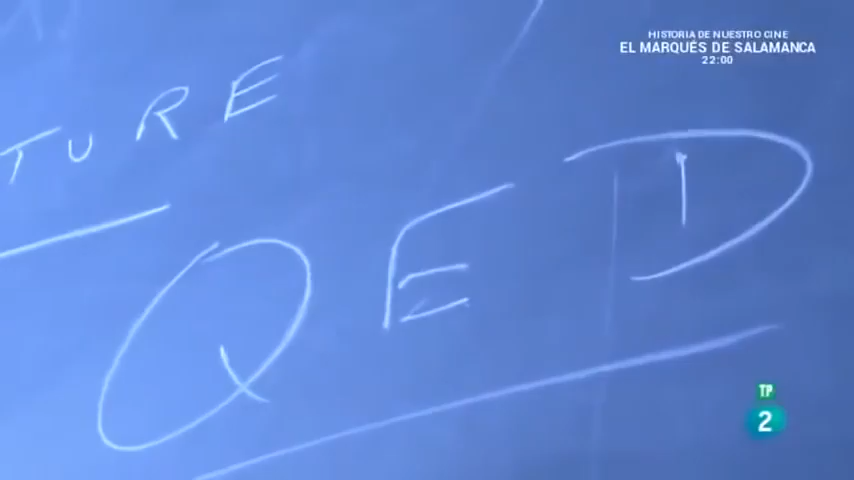 HISTORIA DE NUESTRO CINE
EL MARQUÉS DE SALAMANCA
22:00
TURE
QED
TP
2